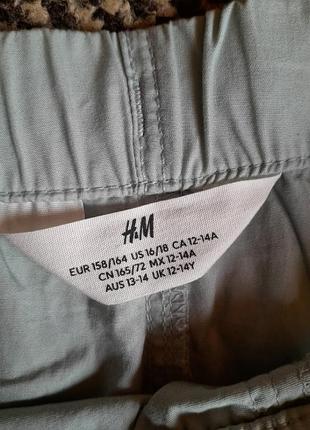 H&M
EUR 158/164 US 16/18 CA 12-14A
CN 165/72 MX 12-14A
AUS 13-14 UK 12-14Y